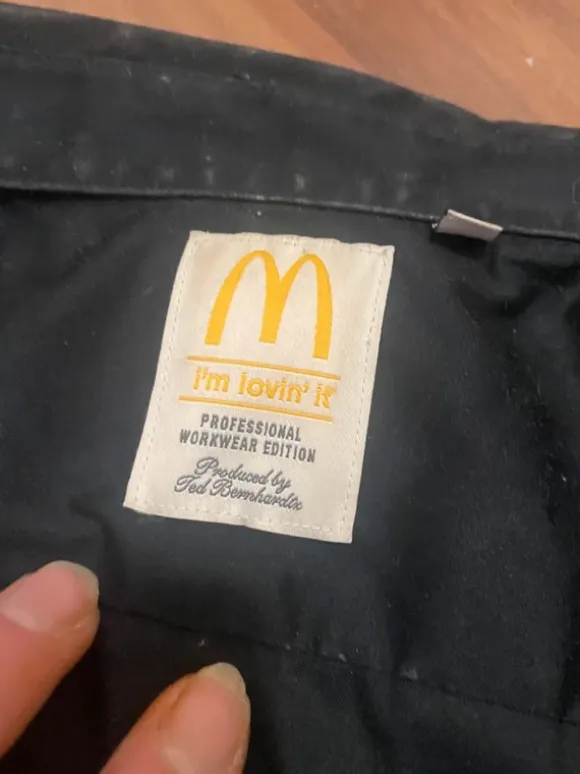 i'm lovin' it
PROFESSIONAL
WORKWEAR EDITION
Produced by
Ted Bernhardtz